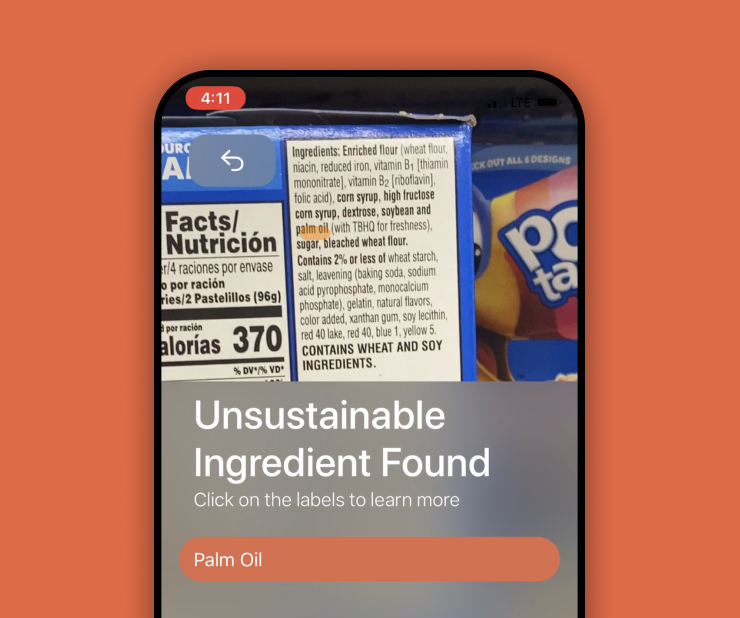 4:11
LTE
Ingredients: Enriched flour (wheat flour,
niacin, reduced iron, vitamin B1 [thiamin
mononitrate], vitamin B2 [riboflavin],
folic acid), corn syrup, high fructose
corn syrup, dextrose, soybean and
palm oil (with TBHQ for freshness),
sugar, bleached wheat flour.
Contains 2% or less of wheat starch,
salt, leavening (baking soda, sodium
acid pyrophosphate, monocalcium
phosphate), gelatin, natural flavors,
color added, xanthan gum, soy lecithin,
red 40 lake, red 40, blue 1, yellow 5.
CONTAINS WHEAT AND SOY
INGREDIENTS.
Facts/
Nutrición
er/4 raciones por envase
o por ración
ries/2 Pastelillos (96g)
d por ración
alorías 370
% DV*/% VD*
CK OUT ALL 6 DESIGNS
po
ta
Unsustainable
Ingredient Found
Click on the labels to learn more
Palm Oil